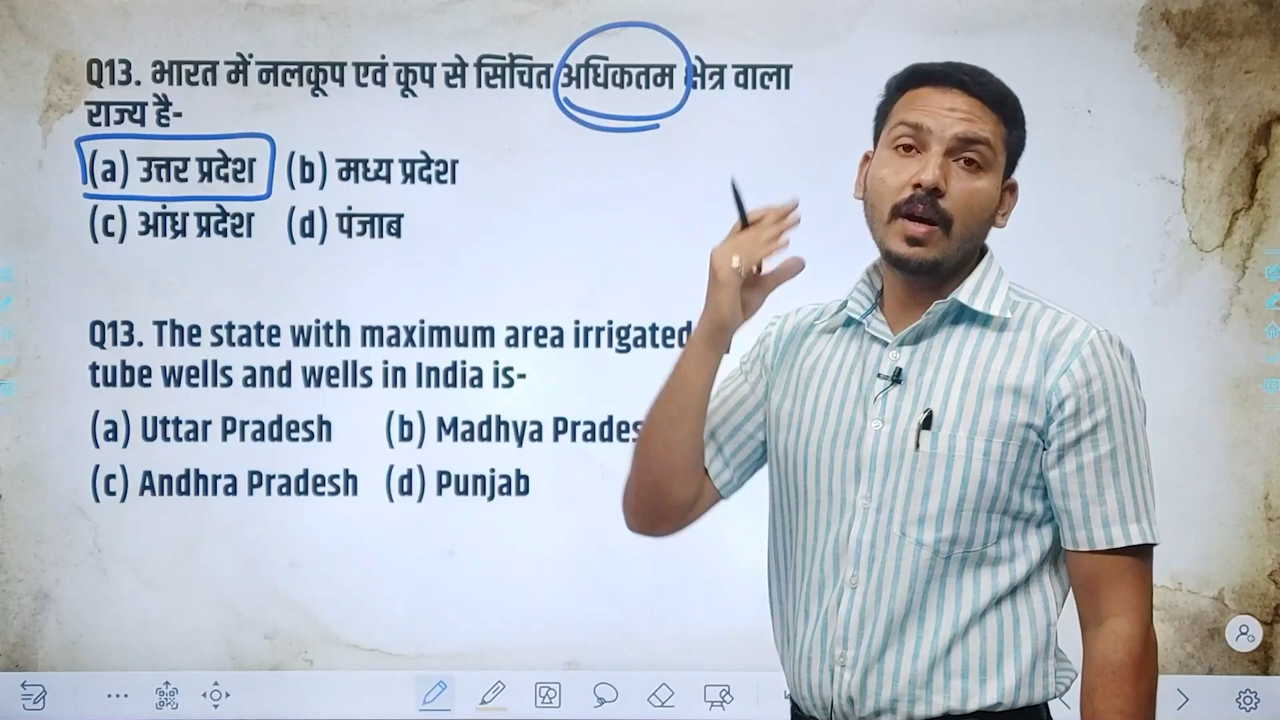 Q13. भारत में नलकूप एवं कूप से सिंचित अधिकतम क्षेत्र वाला
राज्य है-
(a) उत्तर प्रदेश (b) मध्य प्रदेश
(c) आंध्र प्रदेश (d) पंजाब
Q13. The state with maximum area irrigated
tube wells and wells in India is-
(a) Uttar Pradesh (b) Madhya
(c) Andhra Pradesh (d) Punjab